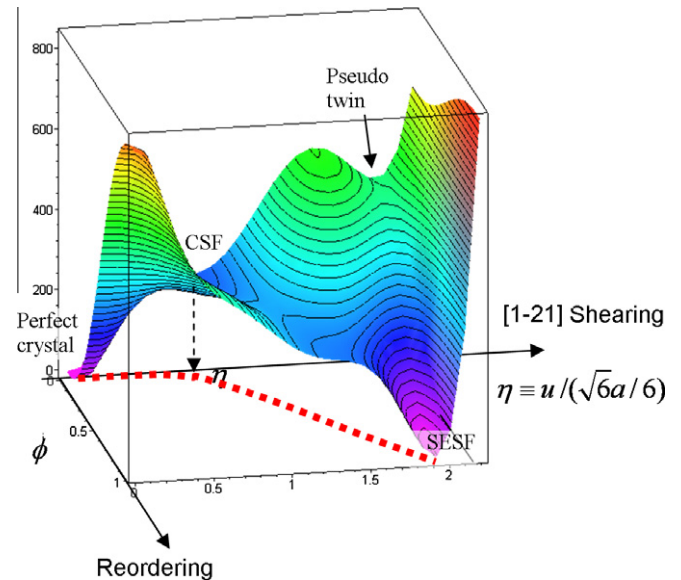 800
600
400
200
0
0
Pseudo
twin
CSF
Perfect
crystal
[1-21] Shearing
η
η ≡ u/(√6a/6)
0.5
ϕ
SESF
1
0
0.5
1
1.5
2
Reordering